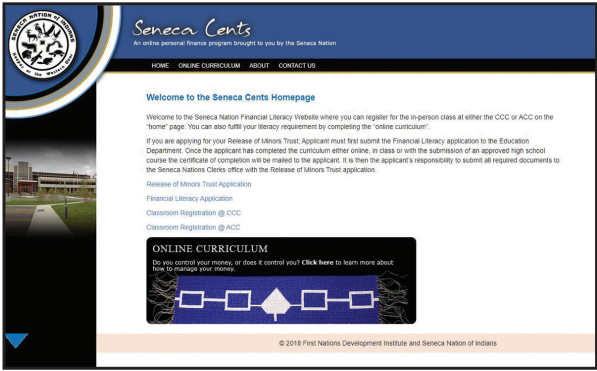 SENECA NATION of INDIANS
Keeper of the Western Door
Seneca Cents
An online personal finance program brought to you by the Seneca Nation
HOME ONLINE CURRICULUM ABOUT CONTACT US
Welcome to the Seneca Cents Homepage
Welcome to the Seneca Nation Financial Literacy Website where you can register for the in-person class at either the CCC or ACC on the
"home" page. You can also fulfill your literacy requirement by completing the "online curriculum".
If you are applying for your Release of Minors Trust; Applicant must first submit the Financial Literacy application to the Education
Department. Once the applicant has completed the curriculum either online, in class or with the submission of an approved high school
course the certificate of completion will be mailed to the applicant. It is then the applicant's responsibility to submit all required documents to
the Seneca Nations Clerks office with the Release of Minors Trust application.
Release of Minors Trust Application
Financial Literacy Application
Classroom Registration @ CCC
Classroom Registration @ ACC
ONLINE CURRICULUM
Do you control your money, or does it control you? Click here to learn more about
how to manage your money.
© 2018 First Nations Development Institute and Seneca Nation of Indians